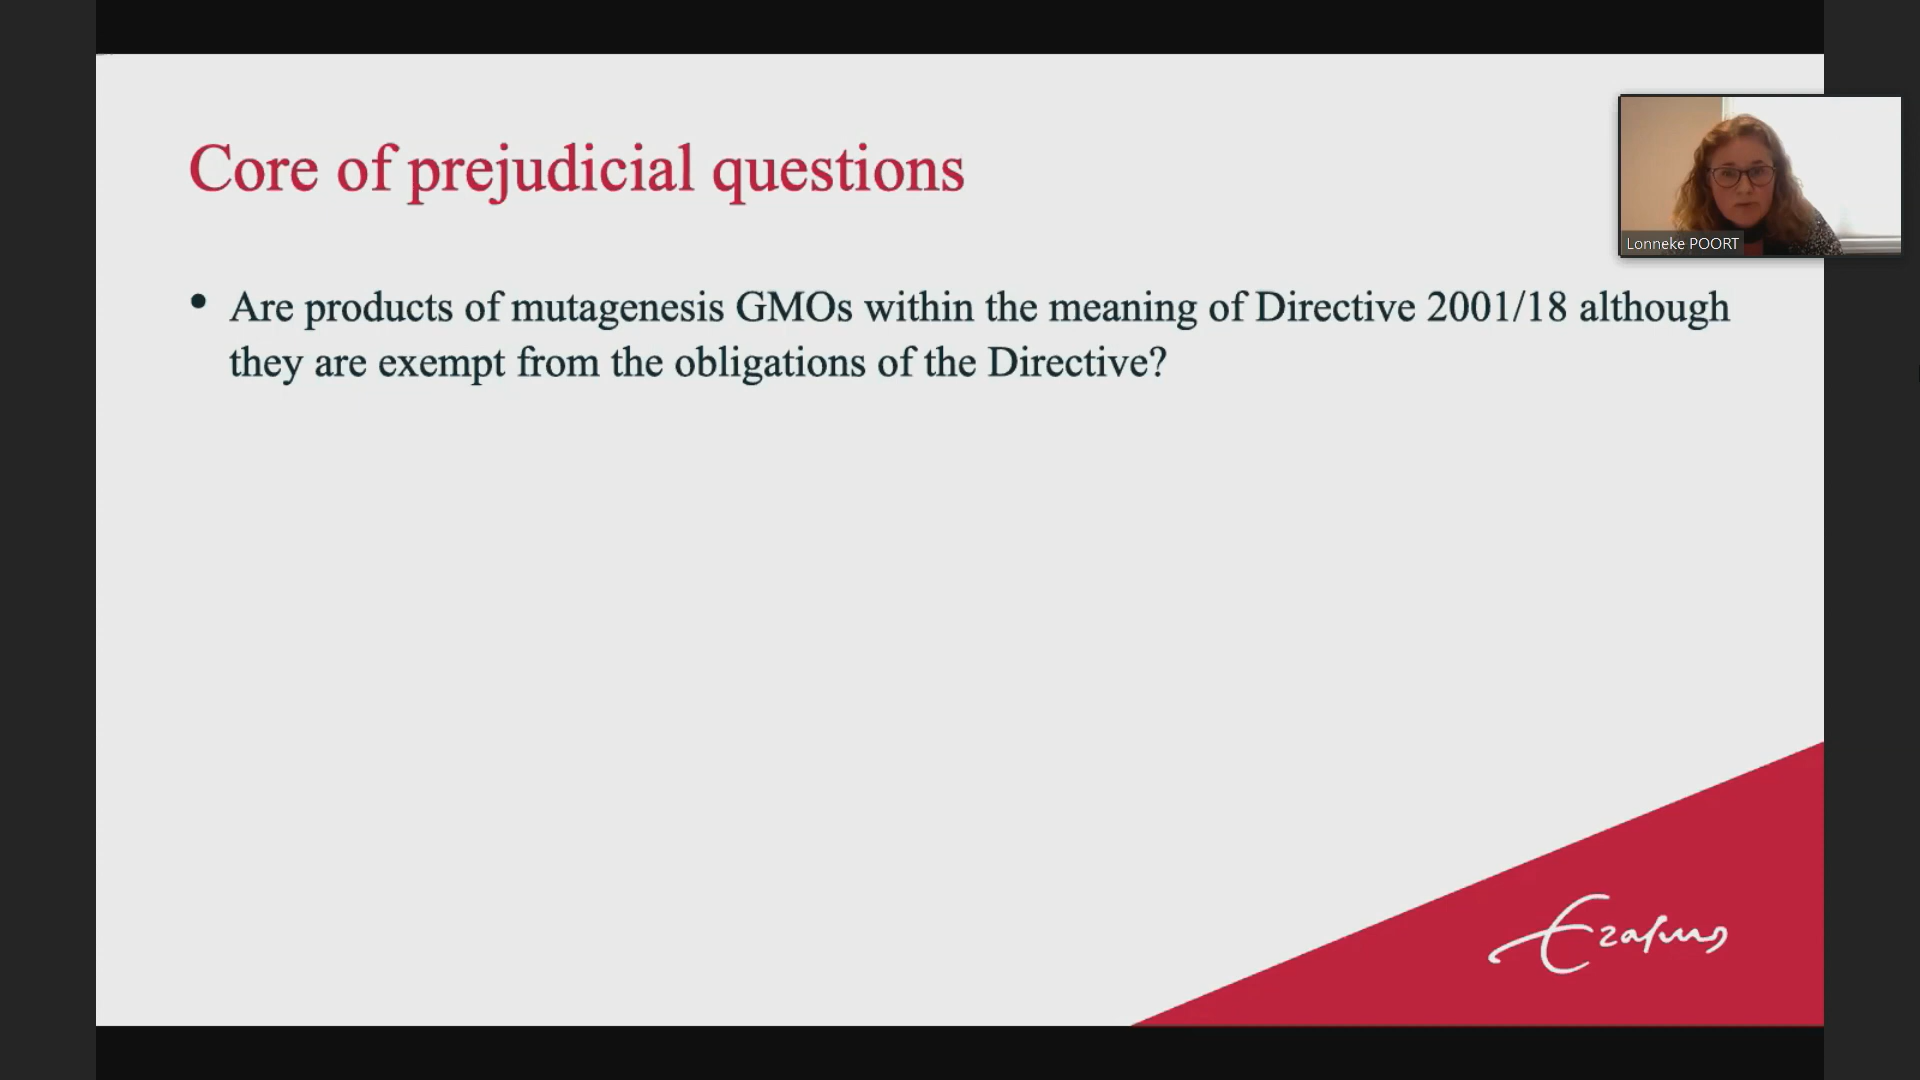 Core of prejudicial questions
Lonneke POORT
• Are products of mutagenesis GMOs within the meaning of Directive 2001/18 although
they are exempt from the obligations of the Directive?
Erasmus